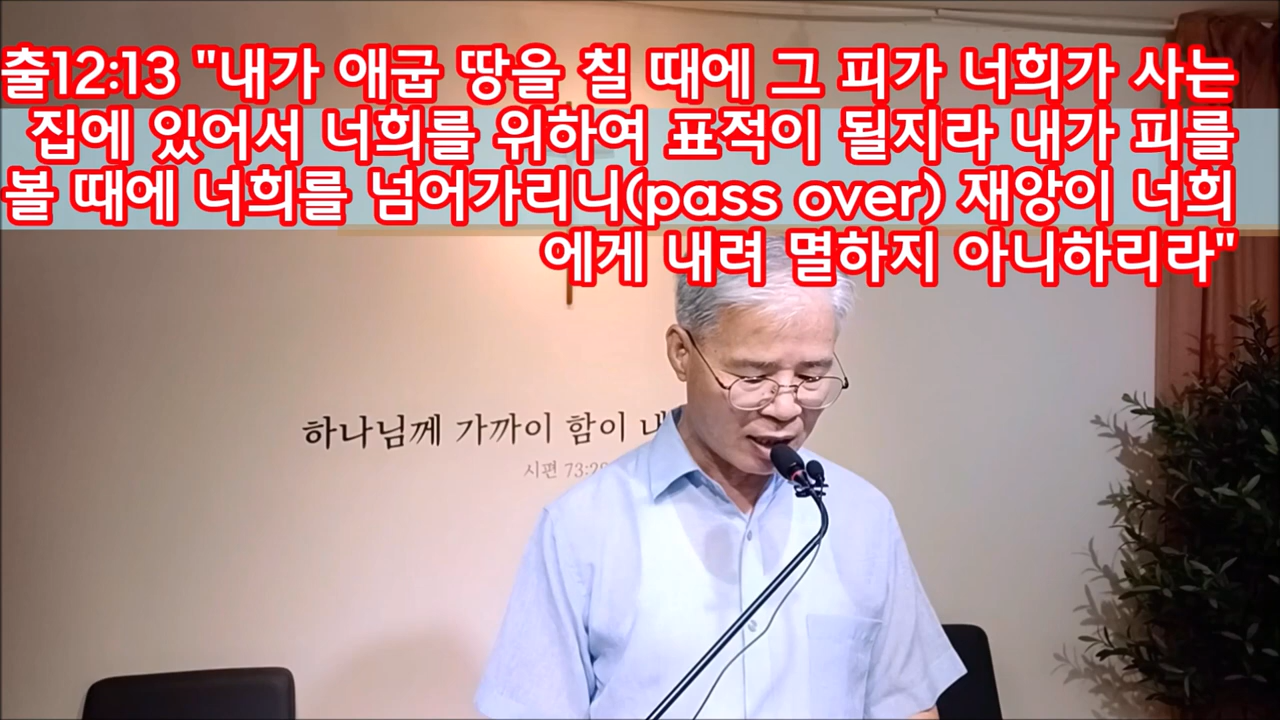 출12:13 "내가 애굽 땅을 칠 때에 그 피가 너희가 사는
집에 있어서 너희를 위하여 표적이 될지라 내가 피를
볼 때에 너희를 넘어가리니(pass over) 재앙이 너희
에게 내려 멸하지 아니하리라"
하나님께 가까이 함이
시편 73:28